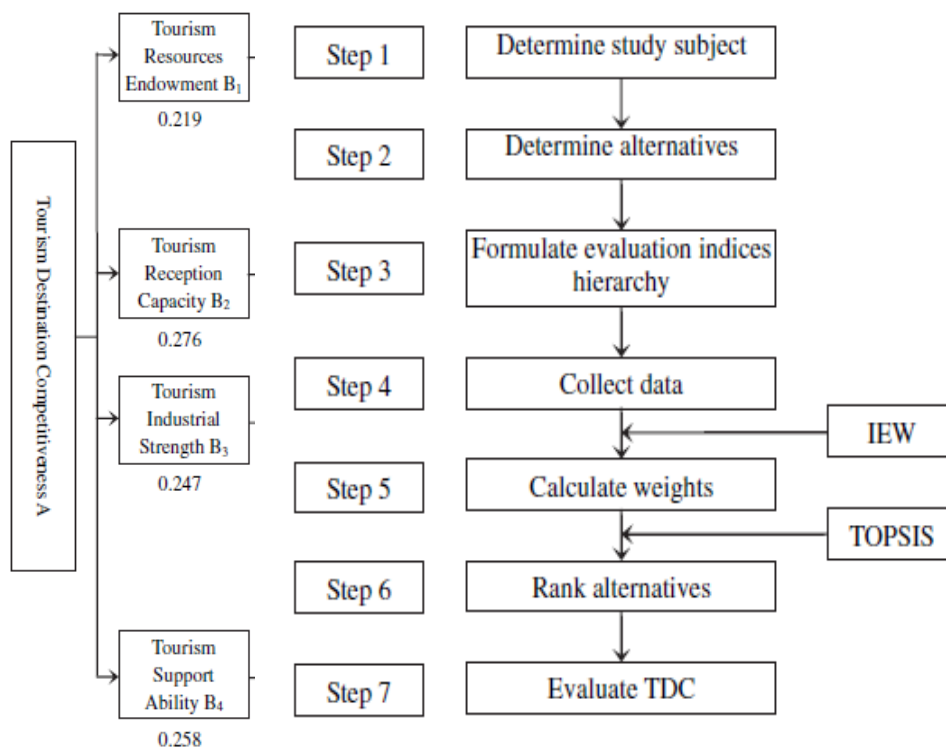 Tourism Destination Competitiveness A
Tourism
Resources
Endowment B₁
0.219
Tourism
Reception
Capacity B₂
0.276
Tourism
Industrial
Strength B₃
0.247
Tourism
Support
Ability B₄
0.258
Step 1
Determine study subject
Step 2
Determine alternatives
Step 3
Formulate evaluation indices
hierarchy
Step 4
Collect data
IEW
Step 5
Calculate weights
TOPSIS
Step 6
Rank alternatives
Step 7
Evaluate TDC